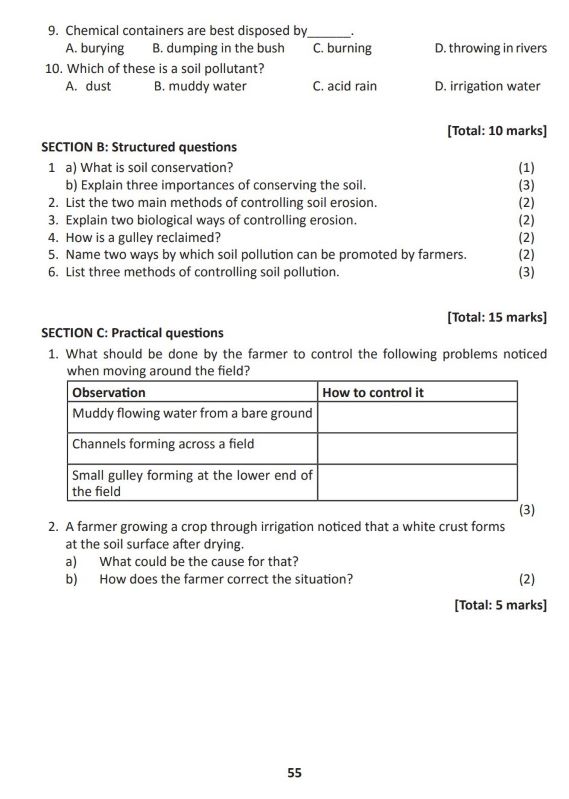 9. Chemical containers are best disposed by______.
A. burying B. dumping in the bush C. burning D. throwing in rivers
10. Which of these is a soil pollutant?
A. dust B. muddy water C. acid rain D. irrigation water
[Total: 10 marks]
SECTION B: Structured questions
1 a) What is soil conservation? (1)
b) Explain three importances of conserving the soil. (3)
2. List the two main methods of controlling soil erosion. (2)
3. Explain two biological ways of controlling erosion. (2)
4. How is a gulley reclaimed? (2)
5. Name two ways by which soil pollution can be promoted by farmers. (2)
6. List three methods of controlling soil pollution. (3)
[Total: 15 marks]
SECTION C: Practical questions
1. What should be done by the farmer to control the following problems noticed
when moving around the field?
Observation How to control it
Muddy flowing water from a bare ground
Channels forming across a field
Small gulley forming at the lower end of
the field
(3)
2. A farmer growing a crop through irrigation noticed that a white crust forms
at the soil surface after drying.
a) What could be the cause for that?
b) How does the farmer correct the situation? (2)
[Total: 5 marks]
55